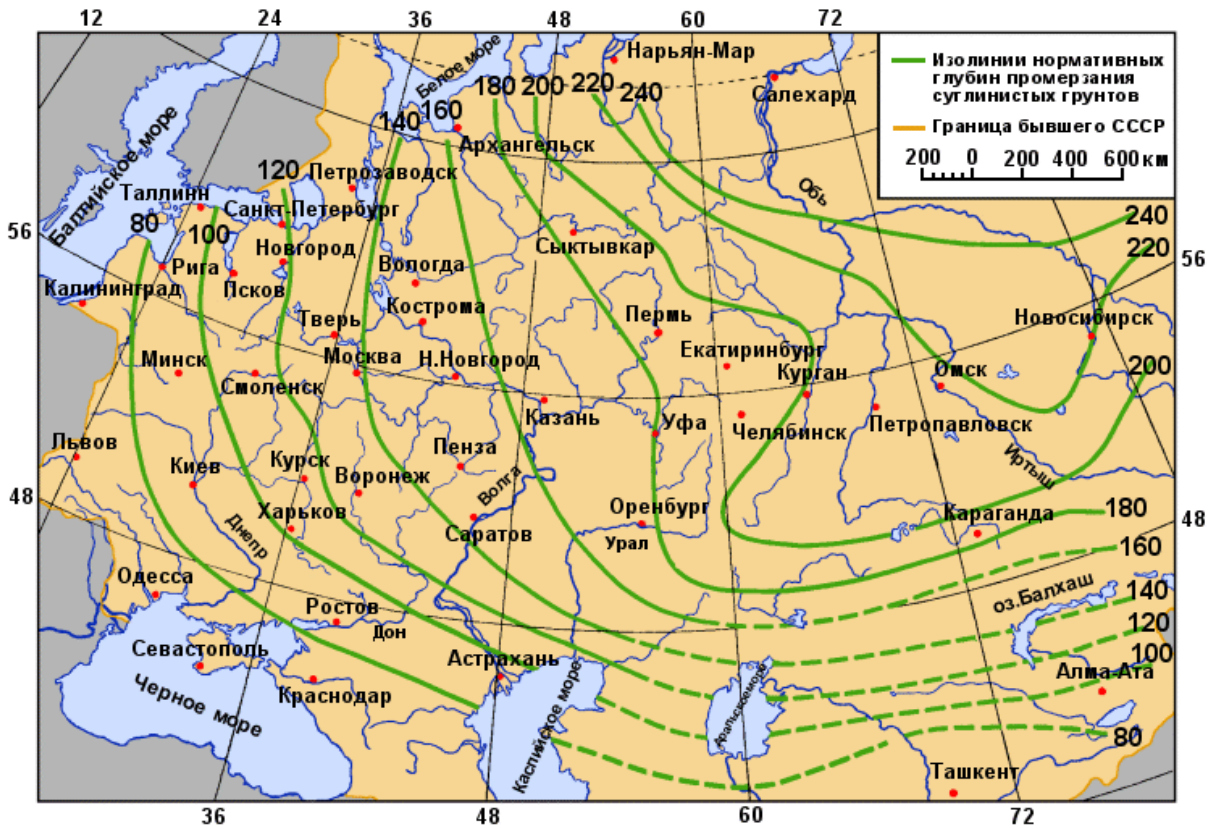 12 24 36 48 60 72
Изолинии нормативных
глубин промерзания
суглинистых грунтов
Граница бывшего СССР
200 0 200 400 600 км
Нарьян-Мар
Белое море
Салехард
180 200 220 240
140 160
Архангельск
Балтийское море
120
Петрозаводск
Таллинн
Санкт-Петербург
Обь
80 100
240
56
Новгород
Сыктывкар
220
56
Рига
Псков
Вологда
Калининград
Кострома
Тверь
Пермь
Новосибирск
Минск
Москва
Н.Новгород
Екатиринбург
200
Смоленск
Курган
Омск
Казань
Уфа
Челябинск
Петропавловск
Львов
Киев
Курск
Воронеж
Пенза
Волга
Иртыш
48
Харьков
Саратов
Оренбург
Караганда
180
48
Днепр
Урал
160
Одесса
оз.Балхаш
140
Ростов
Дон
120
Севастополь
Астрахань
100
Краснодар
Алма-Ата
Черное море
Каспийское море
Аральское море
80
Ташкент
36 48 60 72